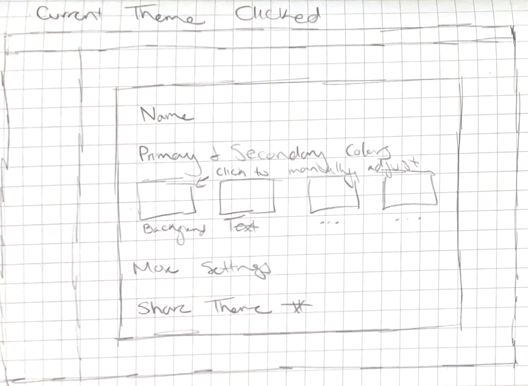 Current Theme Clicked
Name
Primary & Secondary Colors
click to manually adjust
Background Text ... ...
More Settings
Share Theme #